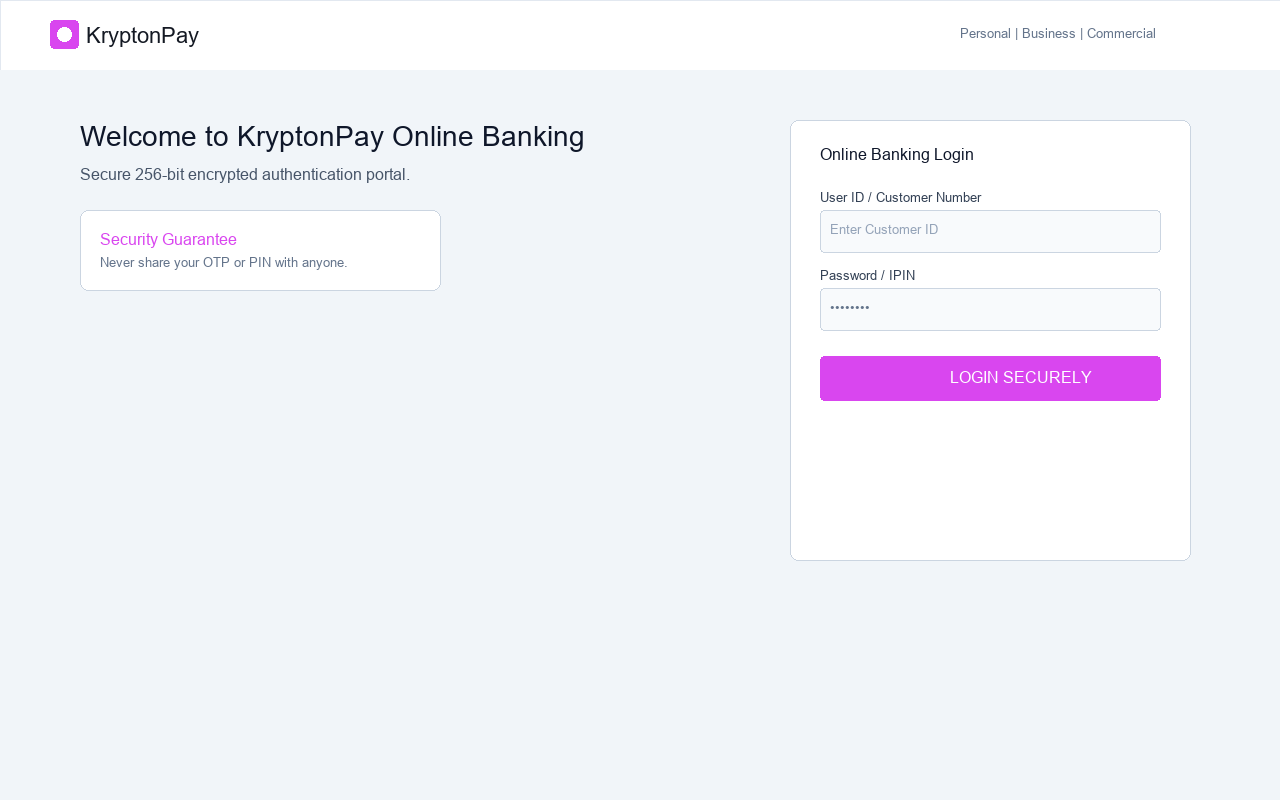 KryptonPay
Personal | Business | Commercial
Welcome to KryptonPay Online Banking
Secure 256-bit encrypted authentication portal.
Security Guarantee
Never share your OTP or PIN with anyone.
Online Banking Login
User ID / Customer Number
Enter Customer ID
Password / IPIN
••••••••
LOGIN SECURELY